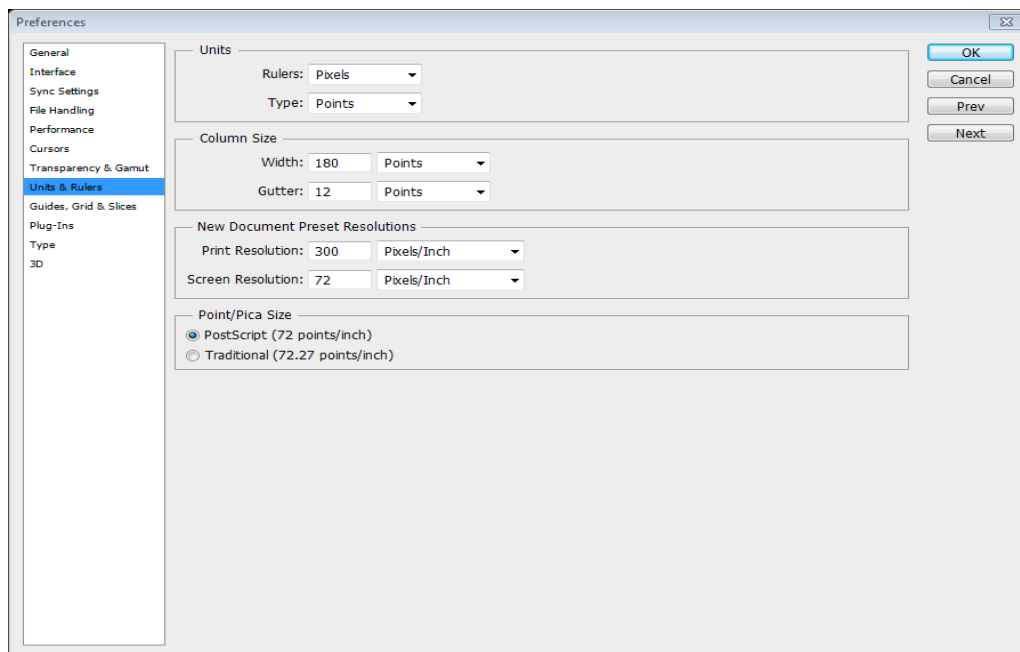 Preferences
General
Interface
Sync Settings
File Handling
Performance
Cursors
Transparency & Gamut
Units & Rulers
Guides, Grid & Slices
Plug-Ins
Type
3D
Units
Rulers: Pixels
Type: Points
Column Size
Width: 180 Points
Gutter: 12 Points
New Document Preset Resolutions
Print Resolution: 300 Pixels/Inch
Screen Resolution: 72 Pixels/Inch
Point/Pica Size
PostScript (72 points/inch)
Traditional (72.27 points/inch)
OK
Cancel
Prev
Next